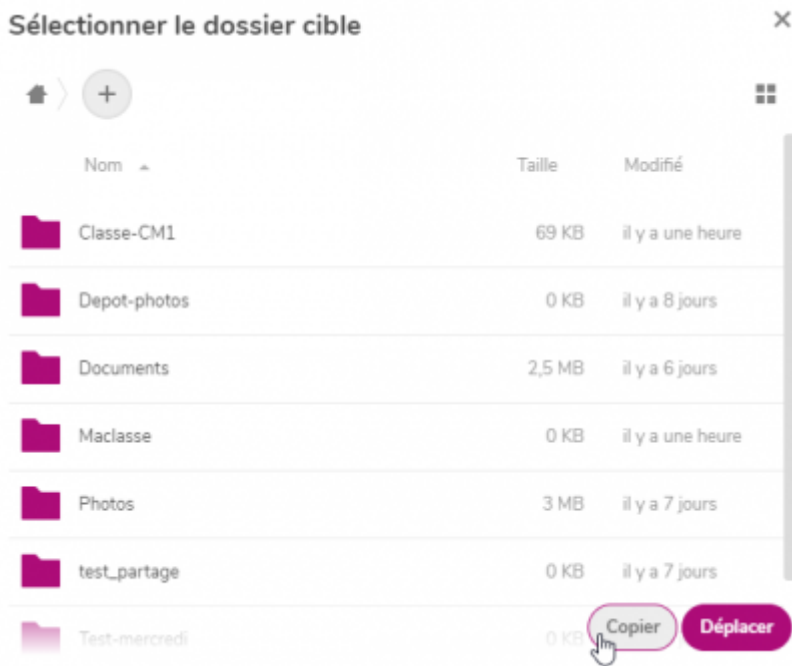 Sélectionner le dossier cible
Nom Taille Modifié
Classe-CM1 69 KB il y a une heure
Depot-photos 0 KB il y a 8 jours
Documents 2,5 MB il y a 6 jours
Maclasse 0 KB il y a une heure
Photos 3 MB il y a 7 jours
test_partage 0 KB il y a 7 jours
Test-mercredi 0 KB
Copier Déplacer